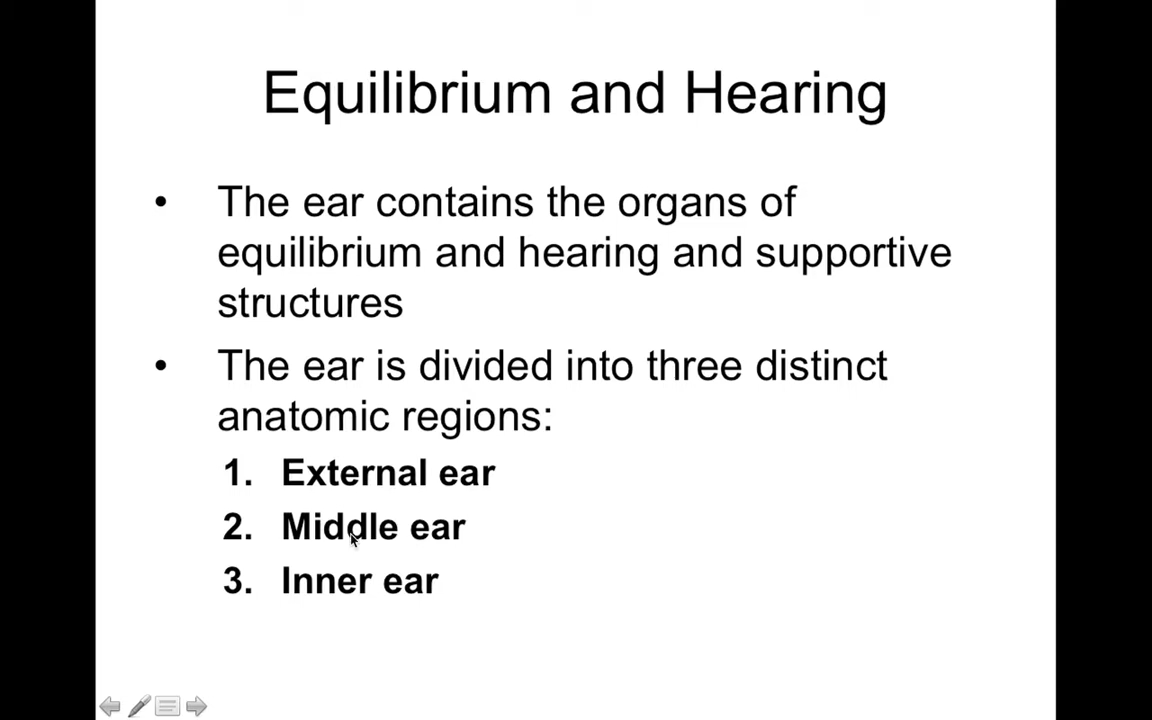 Equilibrium and Hearing
• The ear contains the organs of
equilibrium and hearing and supportive
structures
• The ear is divided into three distinct
anatomic regions:
1. External ear
2. Middle ear
3. Inner ear